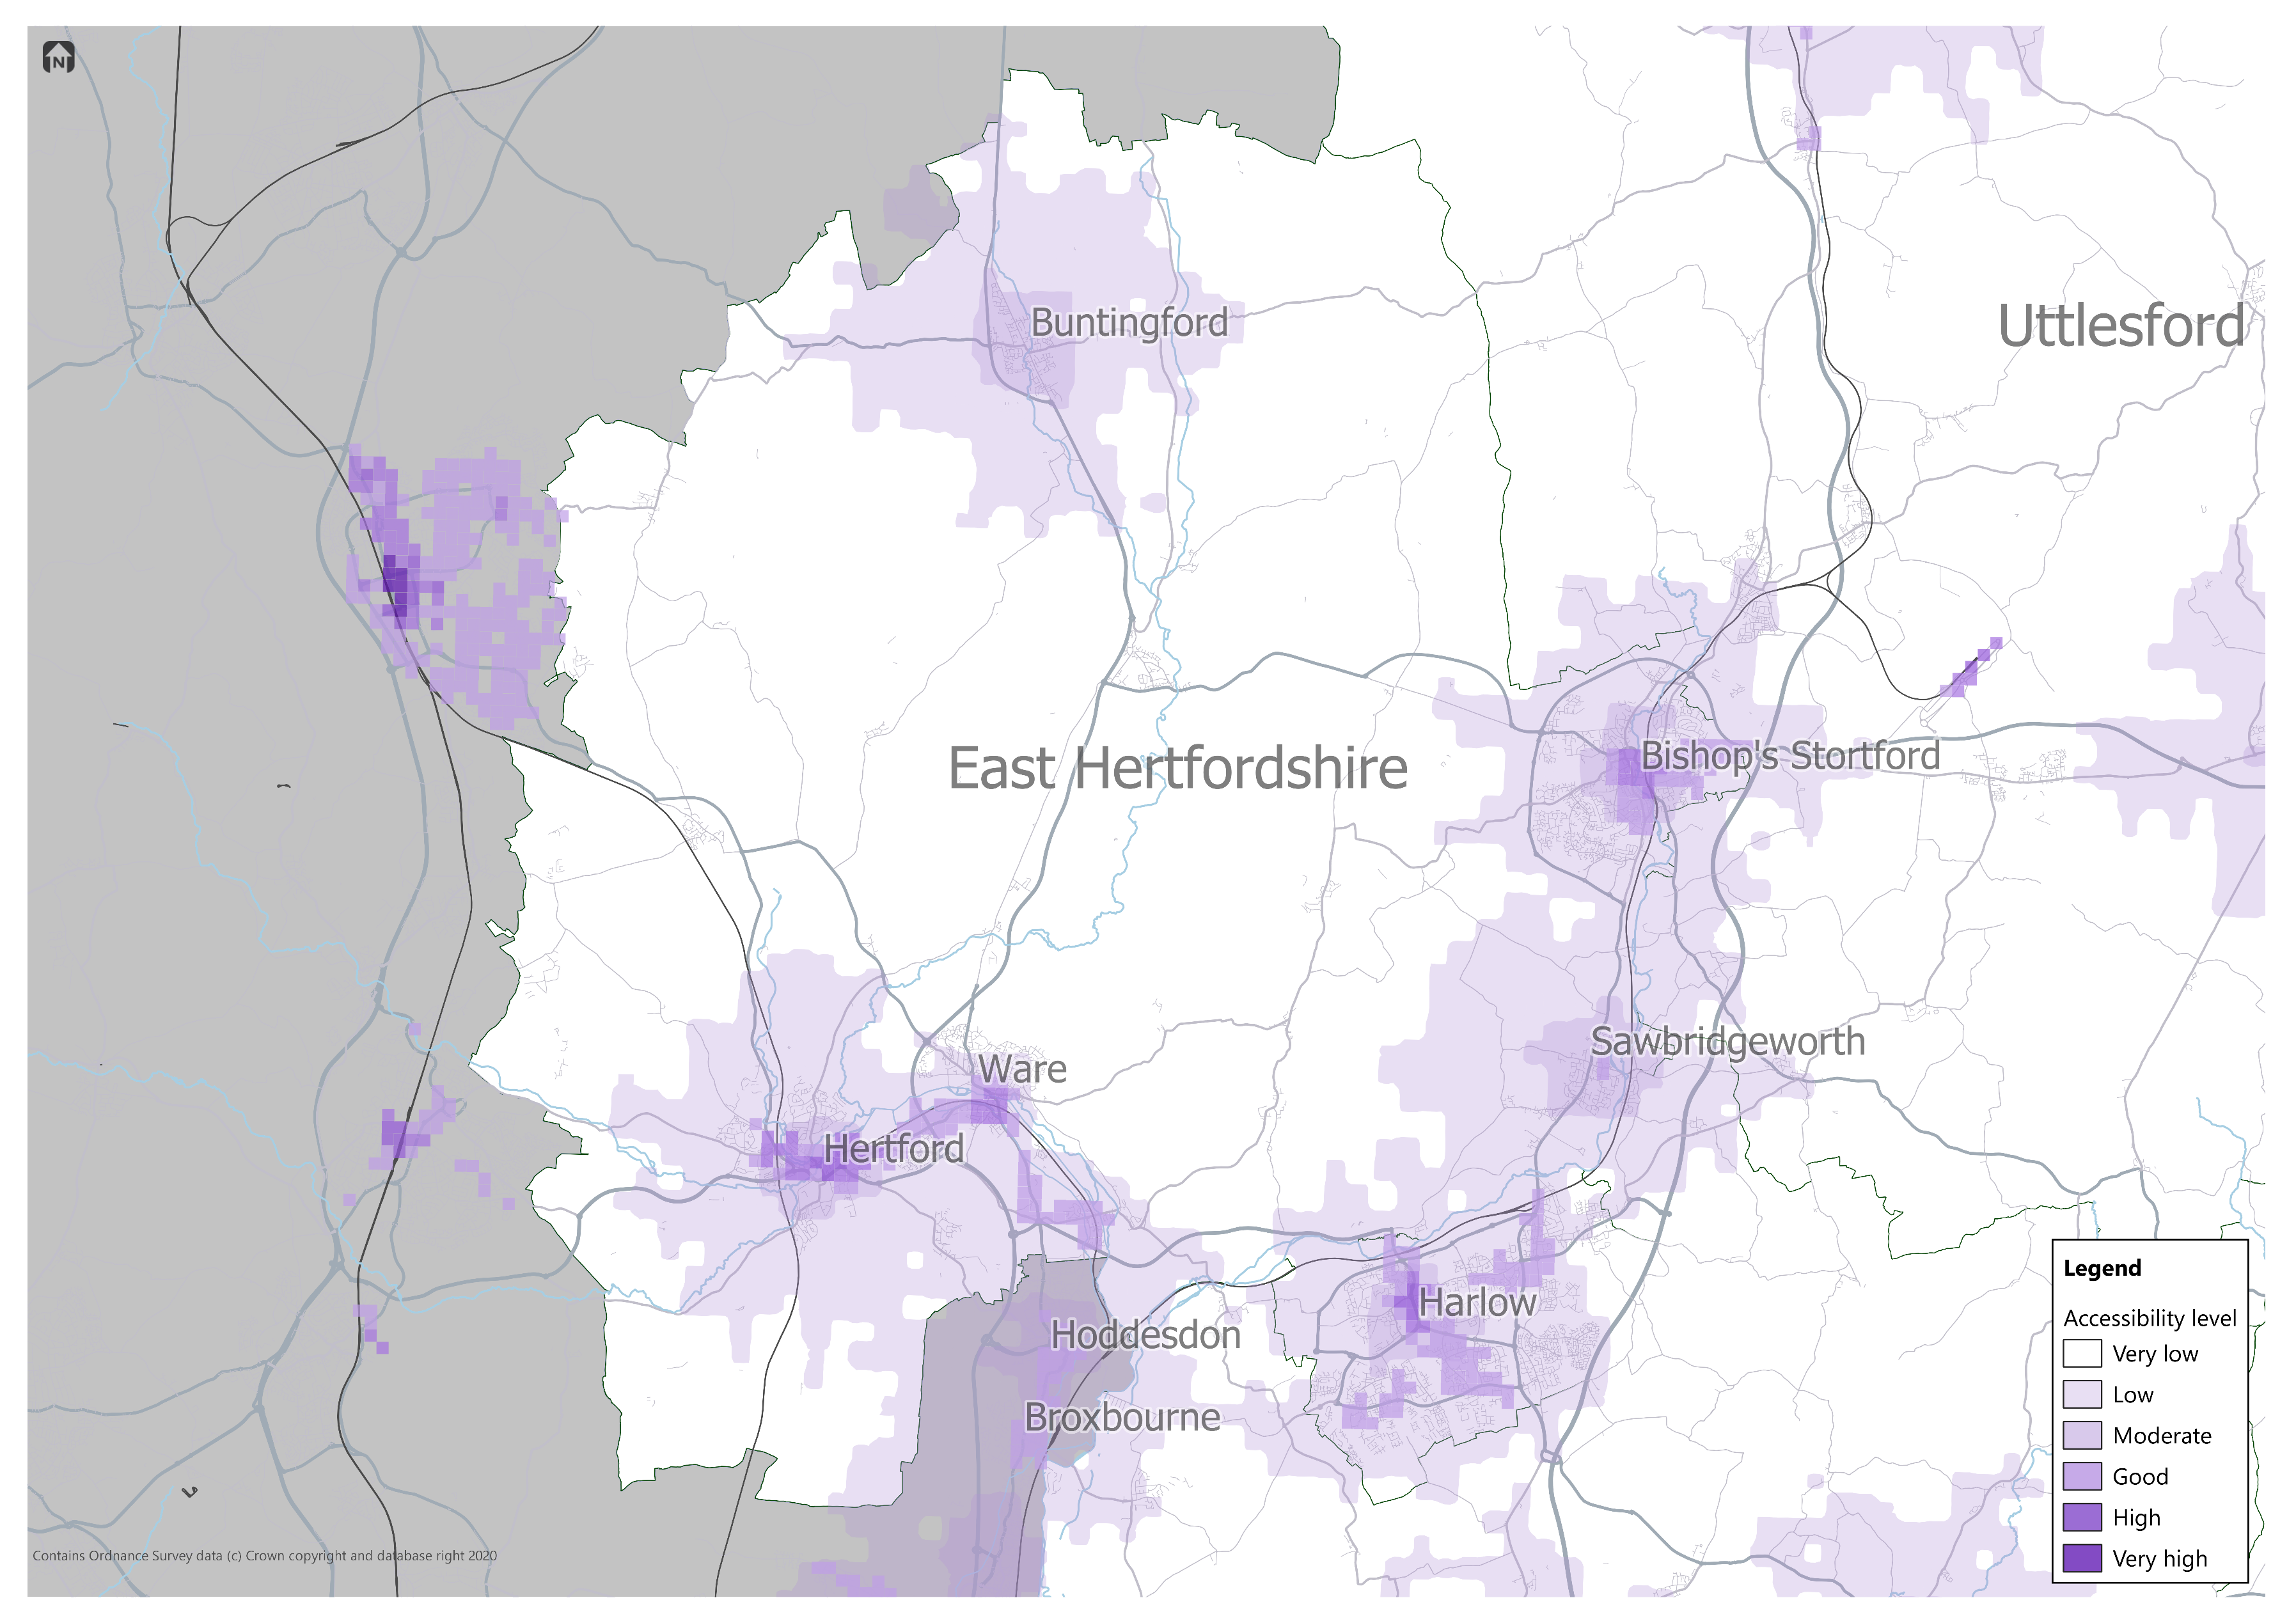 N
Buntingford
Uttlesford
East Hertfordshire
Bishop's Stortford
Sawbridgeworth
Ware
Hertford
Harlow
Hoddesdon
Broxbourne
Legend
Accessibility level
Very low
Low
Moderate
Good
High
Very high
Contains Ordnance Survey data (c) Crown copyright and database right 2020